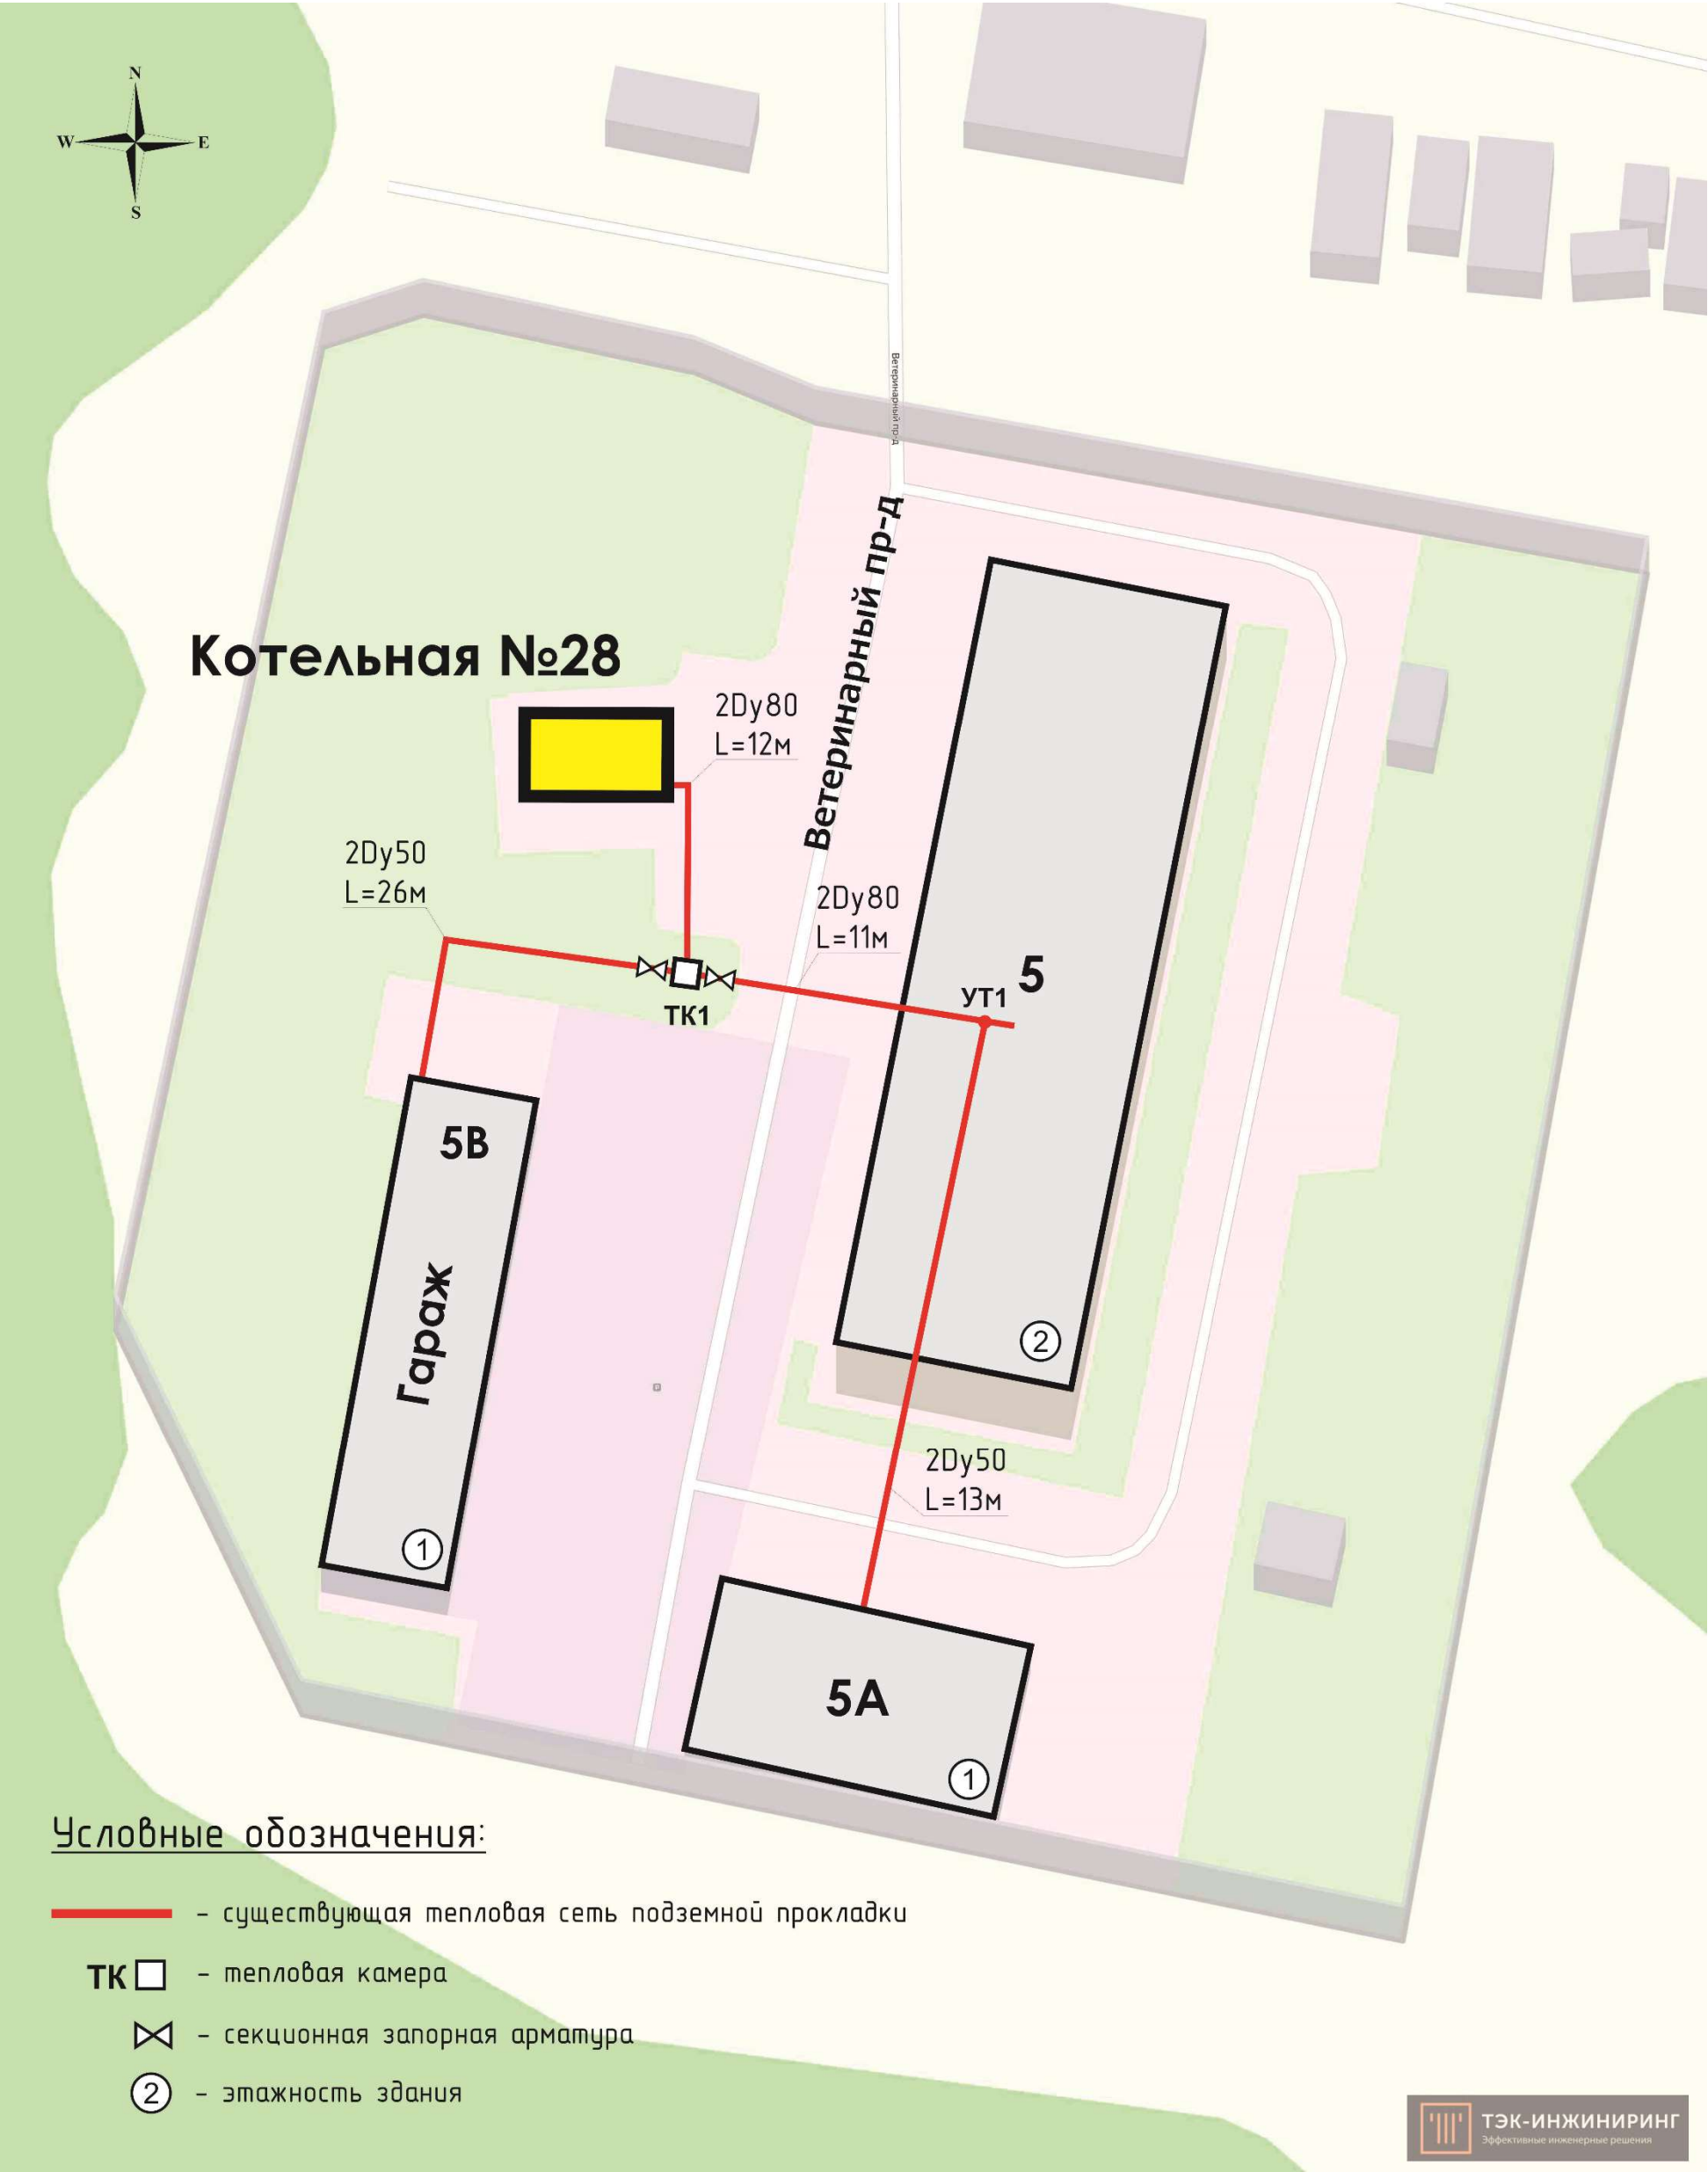 N
W
E
S
Ветеринарный пр-д
Ветеринарный пр-д
Котельная №28
2Dy80
L=12м
2Dy50
L=26м
2Dy80
L=11м
5
УТ1
ТК1
5В
Гараж
2
2Dy50
L=13м
1
5А
1
Условные обозначения:
- существующая тепловая сеть подземной прокладки
ТК - тепловая камера
- секционная запорная арматура
2 - этажность здания
ТЭК-ИНЖИНИРИНГ
Эффективные инженерные решения